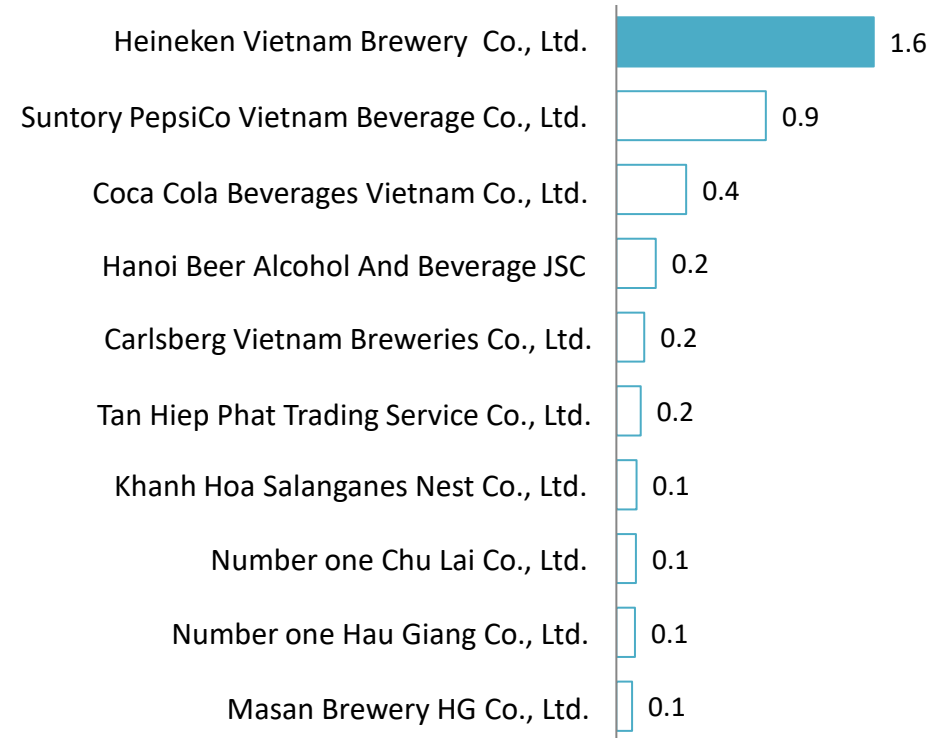 Heineken Vietnam Brewery  Co., Ltd. 1.6
Suntory PepsiCo Vietnam Beverage Co., Ltd. 0.9
Coca Cola Beverages Vietnam Co., Ltd. 0.4
Hanoi Beer Alcohol And Beverage JSC 0.2
Carlsberg Vietnam Breweries Co., Ltd. 0.2
Tan Hiep Phat Trading Service Co., Ltd. 0.2
Khanh Hoa Salanganes Nest Co., Ltd. 0.1
Number one Chu Lai Co., Ltd. 0.1
Number one Hau Giang Co., Ltd. 0.1
Masan Brewery HG Co., Ltd. 0.1